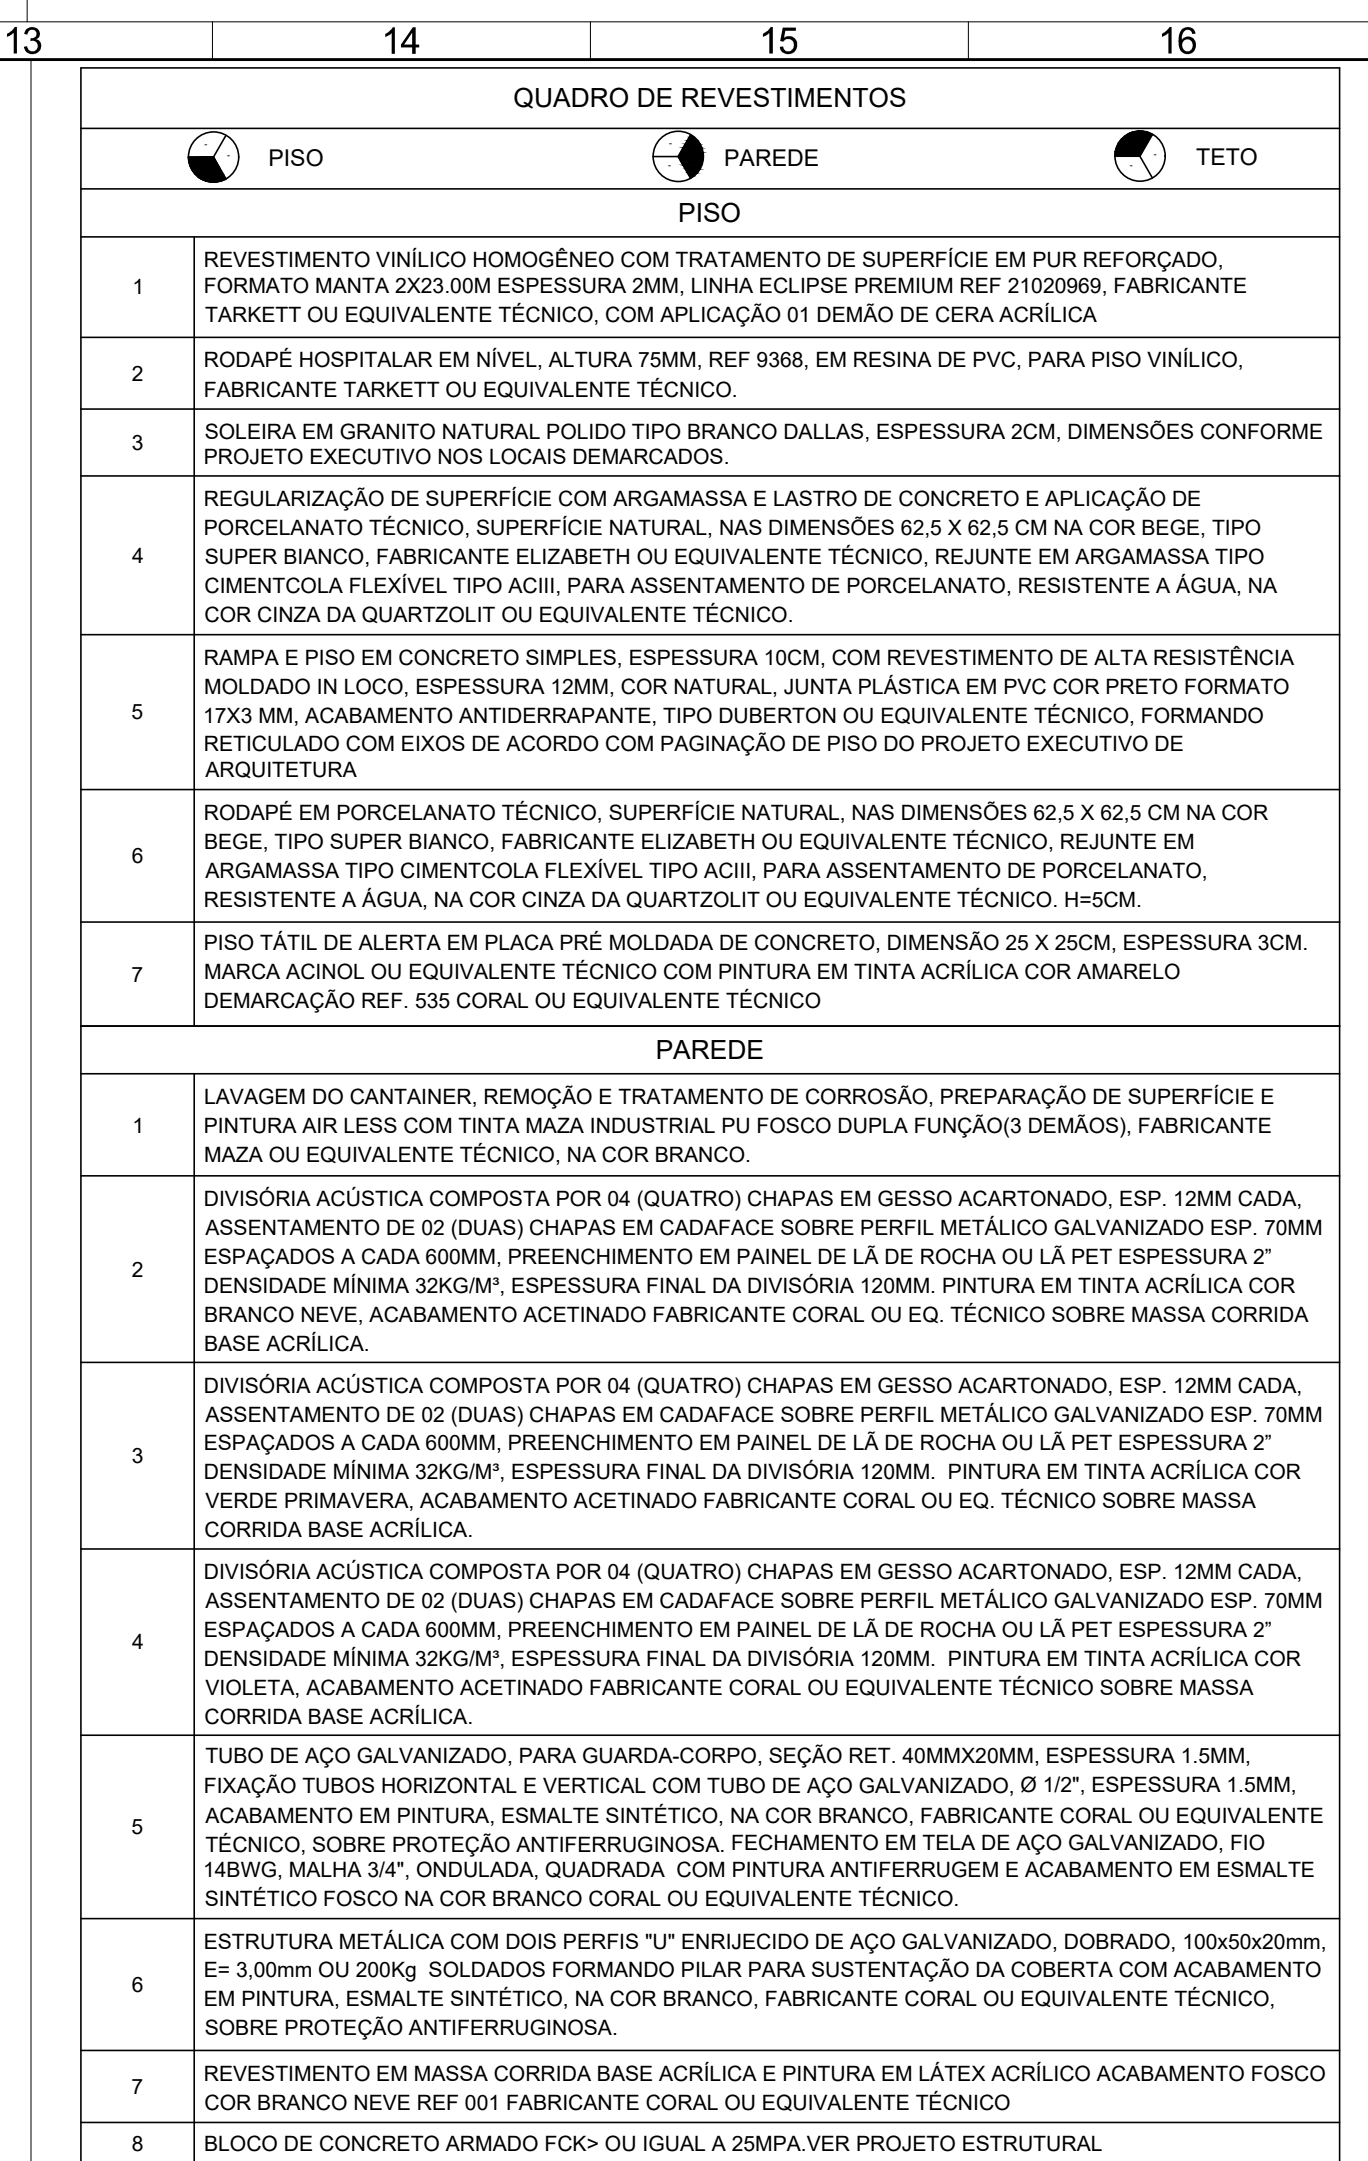 13 14 15 16
QUADRO DE REVESTIMENTOS
PISO PAREDE TETO
PISO
1
REVESTIMENTO VINÍLICO HOMOGÊNEO COM TRATAMENTO DE SUPERFÍCIE EM PUR REFORÇADO,
FORMATO MANTA 2X23.00M ESPESSURA 2MM, LINHA ECLIPSE PREMIUM REF 21020969, FABRICANTE
TARKETT OU EQUIVALENTE TÉCNICO, COM APLICAÇÃO 01 DEMÃO DE CERA ACRÍLICA
2
RODAPÉ HOSPITALAR EM NÍVEL, ALTURA 75MM, REF 9368, EM RESINA DE PVC, PARA PISO VINÍLICO,
FABRICANTE TARKETT OU EQUIVALENTE TÉCNICO.
3
SOLEIRA EM GRANITO NATURAL POLIDO TIPO BRANCO DALLAS, ESPESSURA 2CM, DIMENSÕES CONFORME
PROJETO EXECUTIVO NOS LOCAIS DEMARCADOS.
4
REGULARIZAÇÃO DE SUPERFÍCIE COM ARGAMASSA E LASTRO DE CONCRETO E APLICAÇÃO DE
PORCELANATO TÉCNICO, SUPERFÍCIE NATURAL, NAS DIMENSÕES 62,5 X 62,5 CM NA COR BEGE, TIPO
SUPER BIANCO, FABRICANTE ELIZABETH OU EQUIVALENTE TÉCNICO, REJUNTE EM ARGAMASSA TIPO
CIMENTCOLA FLEXÍVEL TIPO ACIII, PARA ASSENTAMENTO DE PORCELANATO, RESISTENTE A ÁGUA, NA
COR CINZA DA QUARTZOLIT OU EQUIVALENTE TÉCNICO.
5
RAMPA E PISO EM CONCRETO SIMPLES, ESPESSURA 10CM, COM REVESTIMENTO DE ALTA RESISTÊNCIA
MOLDADO IN LOCO, ESPESSURA 12MM, COR NATURAL, JUNTA PLÁSTICA EM PVC COR PRETO FORMATO
17X3 MM, ACABAMENTO ANTIDERRAPANTE, TIPO DUBERTON OU EQUIVALENTE TÉCNICO, FORMANDO
RETICULADO COM EIXOS DE ACORDO COM PAGINAÇÃO DE PISO DO PROJETO EXECUTIVO DE
ARQUITETURA
6
RODAPÉ EM PORCELANATO TÉCNICO, SUPERFÍCIE NATURAL, NAS DIMENSÕES 62,5 X 62,5 CM NA COR
BEGE, TIPO SUPER BIANCO, FABRICANTE ELIZABETH OU EQUIVALENTE TÉCNICO, REJUNTE EM
ARGAMASSA TIPO CIMENTCOLA FLEXÍVEL TIPO ACIII, PARA ASSENTAMENTO DE PORCELANATO,
RESISTENTE A ÁGUA, NA COR CINZA DA QUARTZOLIT OU EQUIVALENTE TÉCNICO. H=5CM.
7
PISO TÁTIL DE ALERTA EM PLACA PRÉ MOLDADA DE CONCRETO, DIMENSÃO 25 X 25CM, ESPESSURA 3CM.
MARCA ACINOL OU EQUIVALENTE TÉCNICO COM PINTURA EM TINTA ACRÍLICA COR AMARELO
DEMARCAÇÃO REF. 535 CORAL OU EQUIVALENTE TÉCNICO
PAREDE
1
LAVAGEM DO CANTAINER, REMOÇÃO E TRATAMENTO DE CORROSÃO, PREPARAÇÃO DE SUPERFÍCIE E
PINTURA AIR LESS COM TINTA MAZA INDUSTRIAL PU FOSCO DUPLA FUNÇÃO(3 DEMÃOS), FABRICANTE
MAZA OU EQUIVALENTE TÉCNICO, NA COR BRANCO.
2
DIVISÓRIA ACÚSTICA COMPOSTA POR 04 (QUATRO) CHAPAS EM GESSO ACARTONADO, ESP. 12MM CADA,
ASSENTAMENTO DE 02 (DUAS) CHAPAS EM CADAFACE SOBRE PERFIL METÁLICO GALVANIZADO ESP. 70MM
ESPAÇADOS A CADA 600MM, PREENCHIMENTO EM PAINEL DE LÃ DE ROCHA OU LÃ PET ESPESSURA 2”
DENSIDADE MÍNIMA 32KG/M³, ESPESSURA FINAL DA DIVISÓRIA 120MM. PINTURA EM TINTA ACRÍLICA COR
BRANCO NEVE, ACABAMENTO ACETINADO FABRICANTE CORAL OU EQ. TÉCNICO SOBRE MASSA CORRIDA
BASE ACRÍLICA.
3
DIVISÓRIA ACÚSTICA COMPOSTA POR 04 (QUATRO) CHAPAS EM GESSO ACARTONADO, ESP. 12MM CADA,
ASSENTAMENTO DE 02 (DUAS) CHAPAS EM CADAFACE SOBRE PERFIL METÁLICO GALVANIZADO ESP. 70MM
ESPAÇADOS A CADA 600MM, PREENCHIMENTO EM PAINEL DE LÃ DE ROCHA OU LÃ PET ESPESSURA 2”
DENSIDADE MÍNIMA 32KG/M³, ESPESSURA FINAL DA DIVISÓRIA 120MM. PINTURA EM TINTA ACRÍLICA COR
VERDE PRIMAVERA, ACABAMENTO ACETINADO FABRICANTE CORAL OU EQ. TÉCNICO SOBRE MASSA
CORRIDA BASE ACRÍLICA.
4
DIVISÓRIA ACÚSTICA COMPOSTA POR 04 (QUATRO) CHAPAS EM GESSO ACARTONADO, ESP. 12MM CADA,
ASSENTAMENTO DE 02 (DUAS) CHAPAS EM CADAFACE SOBRE PERFIL METÁLICO GALVANIZADO ESP. 70MM
ESPAÇADOS A CADA 600MM, PREENCHIMENTO EM PAINEL DE LÃ DE ROCHA OU LÃ PET ESPESSURA 2”
DENSIDADE MÍNIMA 32KG/M³, ESPESSURA FINAL DA DIVISÓRIA 120MM. PINTURA EM TINTA ACRÍLICA COR
VIOLETA, ACABAMENTO ACETINADO FABRICANTE CORAL OU EQUIVALENTE TÉCNICO SOBRE MASSA
CORRIDA BASE ACRÍLICA.
5
TUBO DE AÇO GALVANIZADO, PARA GUARDA-CORPO, SEÇÃO RET. 40MMX20MM, ESPESSURA 1.5MM,
FIXAÇÃO TUBOS HORIZONTAL E VERTICAL COM TUBO DE AÇO GALVANIZADO, Ø 1/2", ESPESSURA 1.5MM,
ACABAMENTO EM PINTURA, ESMALTE SINTÉTICO, NA COR BRANCO, FABRICANTE CORAL OU EQUIVALENTE
TÉCNICO, SOBRE PROTEÇÃO ANTIFERRUGINOSA. FECHAMENTO EM TELA DE AÇO GALVANIZADO, FIO
14BWG, MALHA 3/4", ONDULADA, QUADRADA COM PINTURA ANTIFERRUGEM E ACABAMENTO EM ESMALTE
SINTÉTICO FOSCO NA COR BRANCO CORAL OU EQUIVALENTE TÉCNICO.
6
ESTRUTURA METÁLICA COM DOIS PERFIS "U" ENRIJECIDO DE AÇO GALVANIZADO, DOBRADO, 100x50x20mm,
E= 3,00mm OU 200Kg SOLDADOS FORMANDO PILAR PARA SUSTENTAÇÃO DA COBERTA COM ACABAMENTO
EM PINTURA, ESMALTE SINTÉTICO, NA COR BRANCO, FABRICANTE CORAL OU EQUIVALENTE TÉCNICO,
SOBRE PROTEÇÃO ANTIFERRUGINOSA.
7
REVESTIMENTO EM MASSA CORRIDA BASE ACRÍLICA E PINTURA EM LÁTEX ACRÍLICO ACABAMENTO FOSCO
COR BRANCO NEVE REF 001 FABRICANTE CORAL OU EQUIVALENTE TÉCNICO
8
BLOCO DE CONCRETO ARMADO FCK> OU IGUAL A 25MPA.VER PROJETO ESTRUTURAL